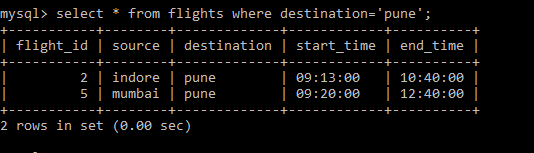 mysql> select * from flights where destination='pune';
+-----------+--------+-------------+------------+----------+
| flight_id | source | destination | start_time | end_time |
+-----------+--------+-------------+------------+----------+
|         2 | indore | pune        | 09:13:00   | 10:40:00 |
|         5 | mumbai | pune        | 09:20:00   | 12:40:00 |
+-----------+--------+-------------+------------+----------+
2 rows in set (0.00 sec)